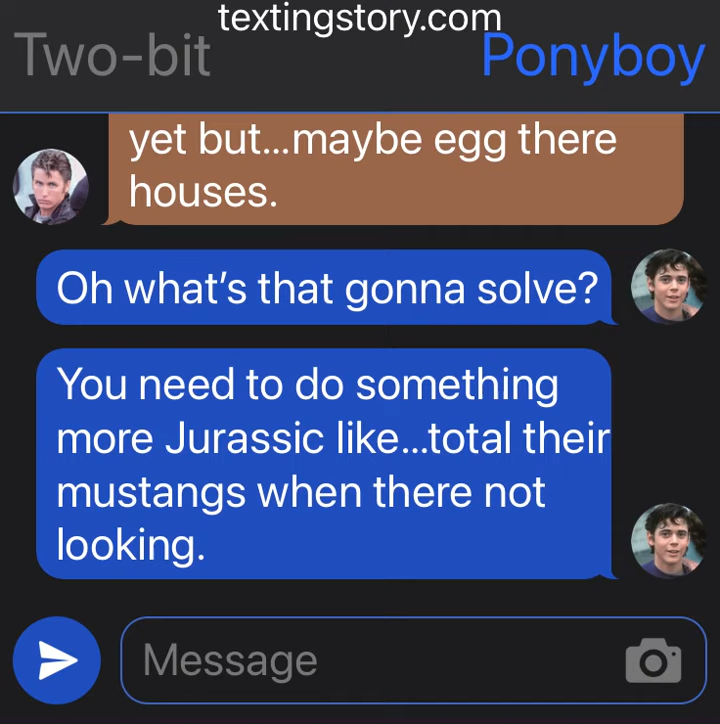 textingstory.com
Two-bit
Ponyboy
yet but...maybe egg there
houses.
Oh what's that gonna solve?
You need to do something
more Jurassic like...total their
mustangs when there not
looking.
Message